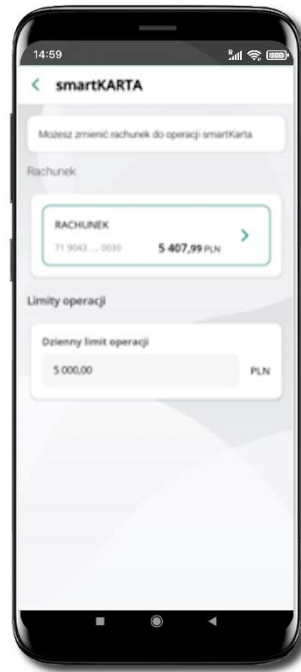 14:59
smartKARTA
Możesz zmienić rachunek do operacji smartKarta
Rachunek
RACHUNEK
71 9043 .... 0030 5 407,99 PLN
Limity operacji
Dzienny limit operacji
5 000,00 PLN